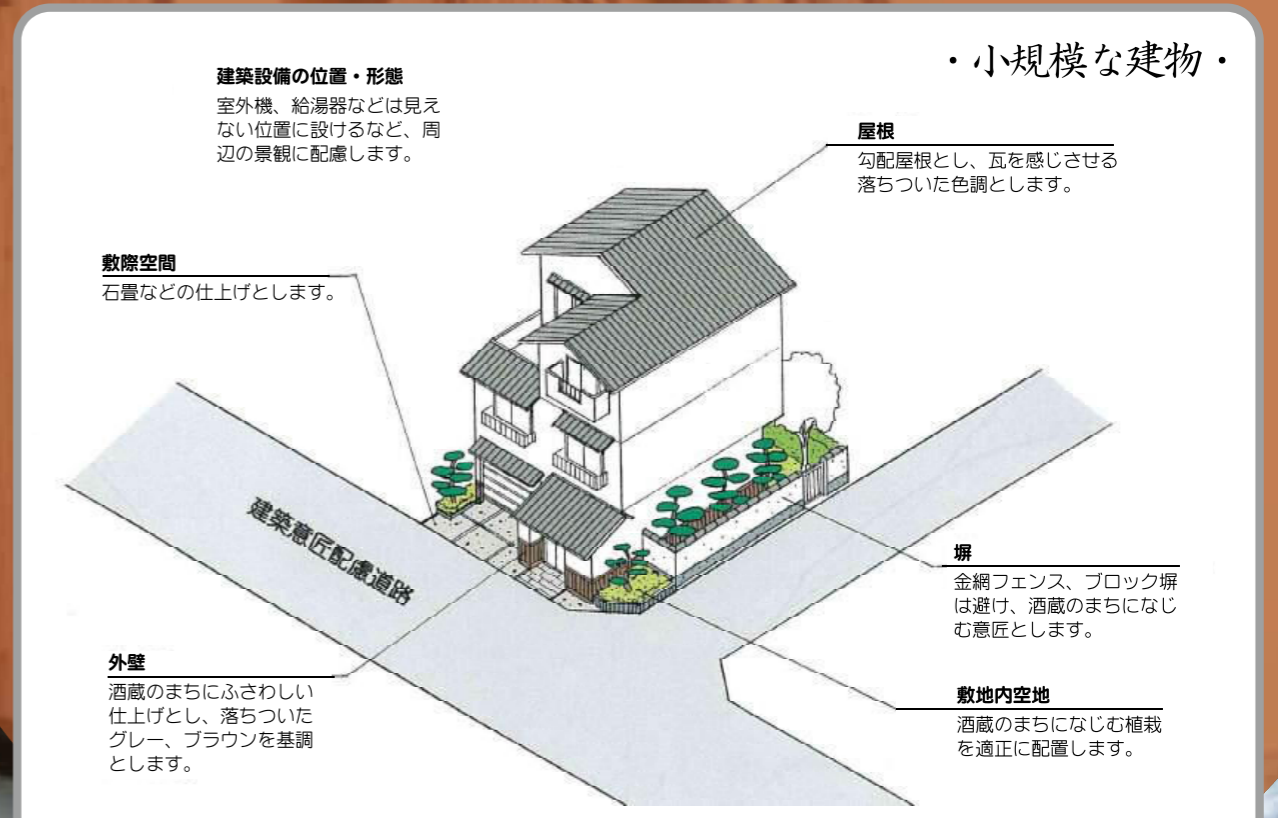 ・小規模な建物・
建築設備の位置・形態
室外機、給湯器などは見え
ない位置に設けるなど、周
辺の景観に配慮します。
屋根
勾配屋根とし、瓦を感じさせる
落ちついた色調とします。
敷際空間
石畳などの仕上げとします。
建築意匠配慮道路
塀
金網フェンス、ブロック塀
は避け、酒蔵のまちになじ
む意匠とします。
外壁
酒蔵のまちにふさわしい
仕上げとし、落ちついた
グレー、ブラウンを基調
とします。
敷地内空地
酒蔵のまちになじむ植栽
を適正に配置します。